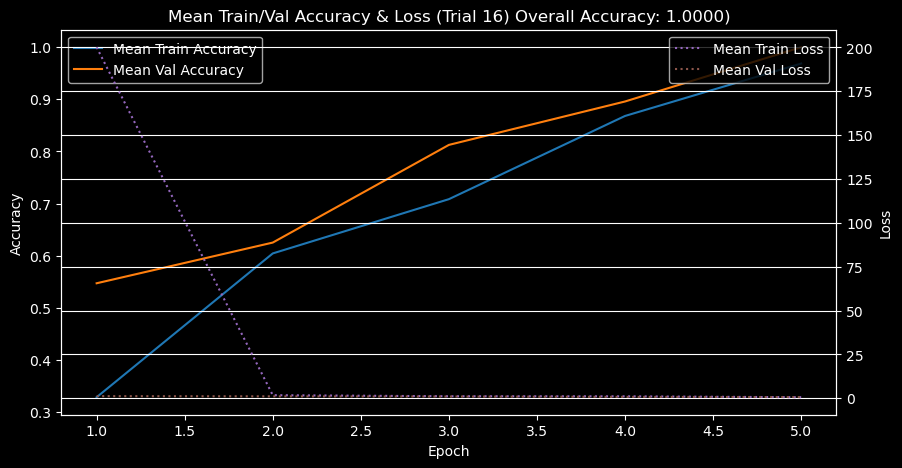 Mean Train/Val Accuracy & Loss (Trial 16) Overall Accuracy: 1.0000)
Mean Train Accuracy
Mean Val Accuracy
Mean Train Loss
Mean Val Loss
Accuracy
1.0
0.9
0.8
0.7
0.6
0.5
0.4
0.3
200
175
150
125
100
75
50
25
0
Loss
1.0 1.5 2.0 2.5 3.0 3.5 4.0 4.5 5.0
Epoch